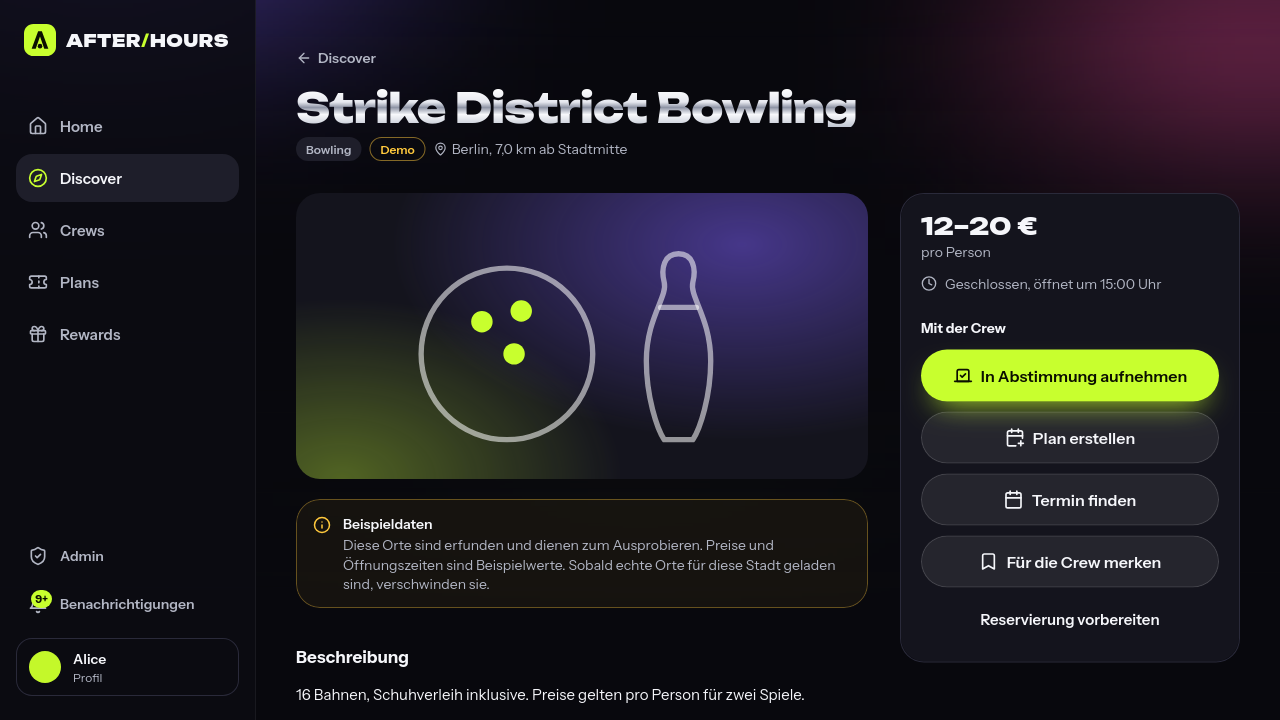 AFTER/HOURS
Home
Discover
Crews
Plans
Rewards
Admin
9+
Benachrichtigungen
Alice
Profil
Discover
Strike District Bowling
Bowling
Demo
Berlin, 7,0 km ab Stadtmitte
Beispieldaten
Diese Orte sind erfunden und dienen zum Ausprobieren. Preise und
Öffnungszeiten sind Beispielwerte. Sobald echte Orte für diese Stadt geladen
sind, verschwinden sie.
Beschreibung
16 Bahnen, Schuhverleih inklusive. Preise gelten pro Person für zwei Spiele.
12–20 €
pro Person
Geschlossen, öffnet um 15:00 Uhr
Mit der Crew
In Abstimmung aufnehmen
Plan erstellen
Termin finden
Für die Crew merken
Reservierung vorbereiten